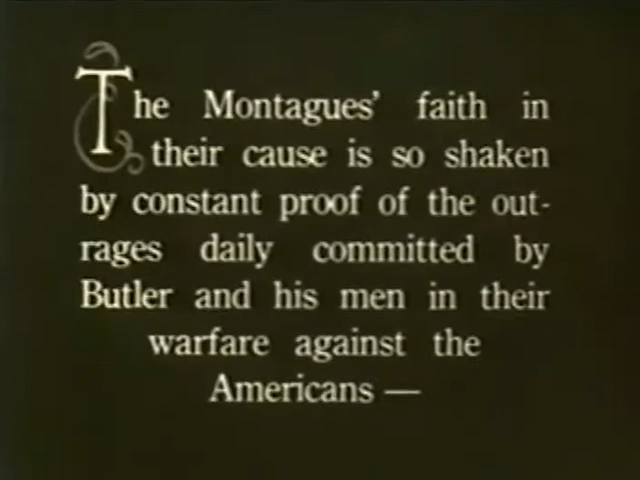 The Montagues' faith in
their cause is so shaken
by constant proof of the out-
rages daily committed by
Butler and his men in their
warfare against the
Americans —